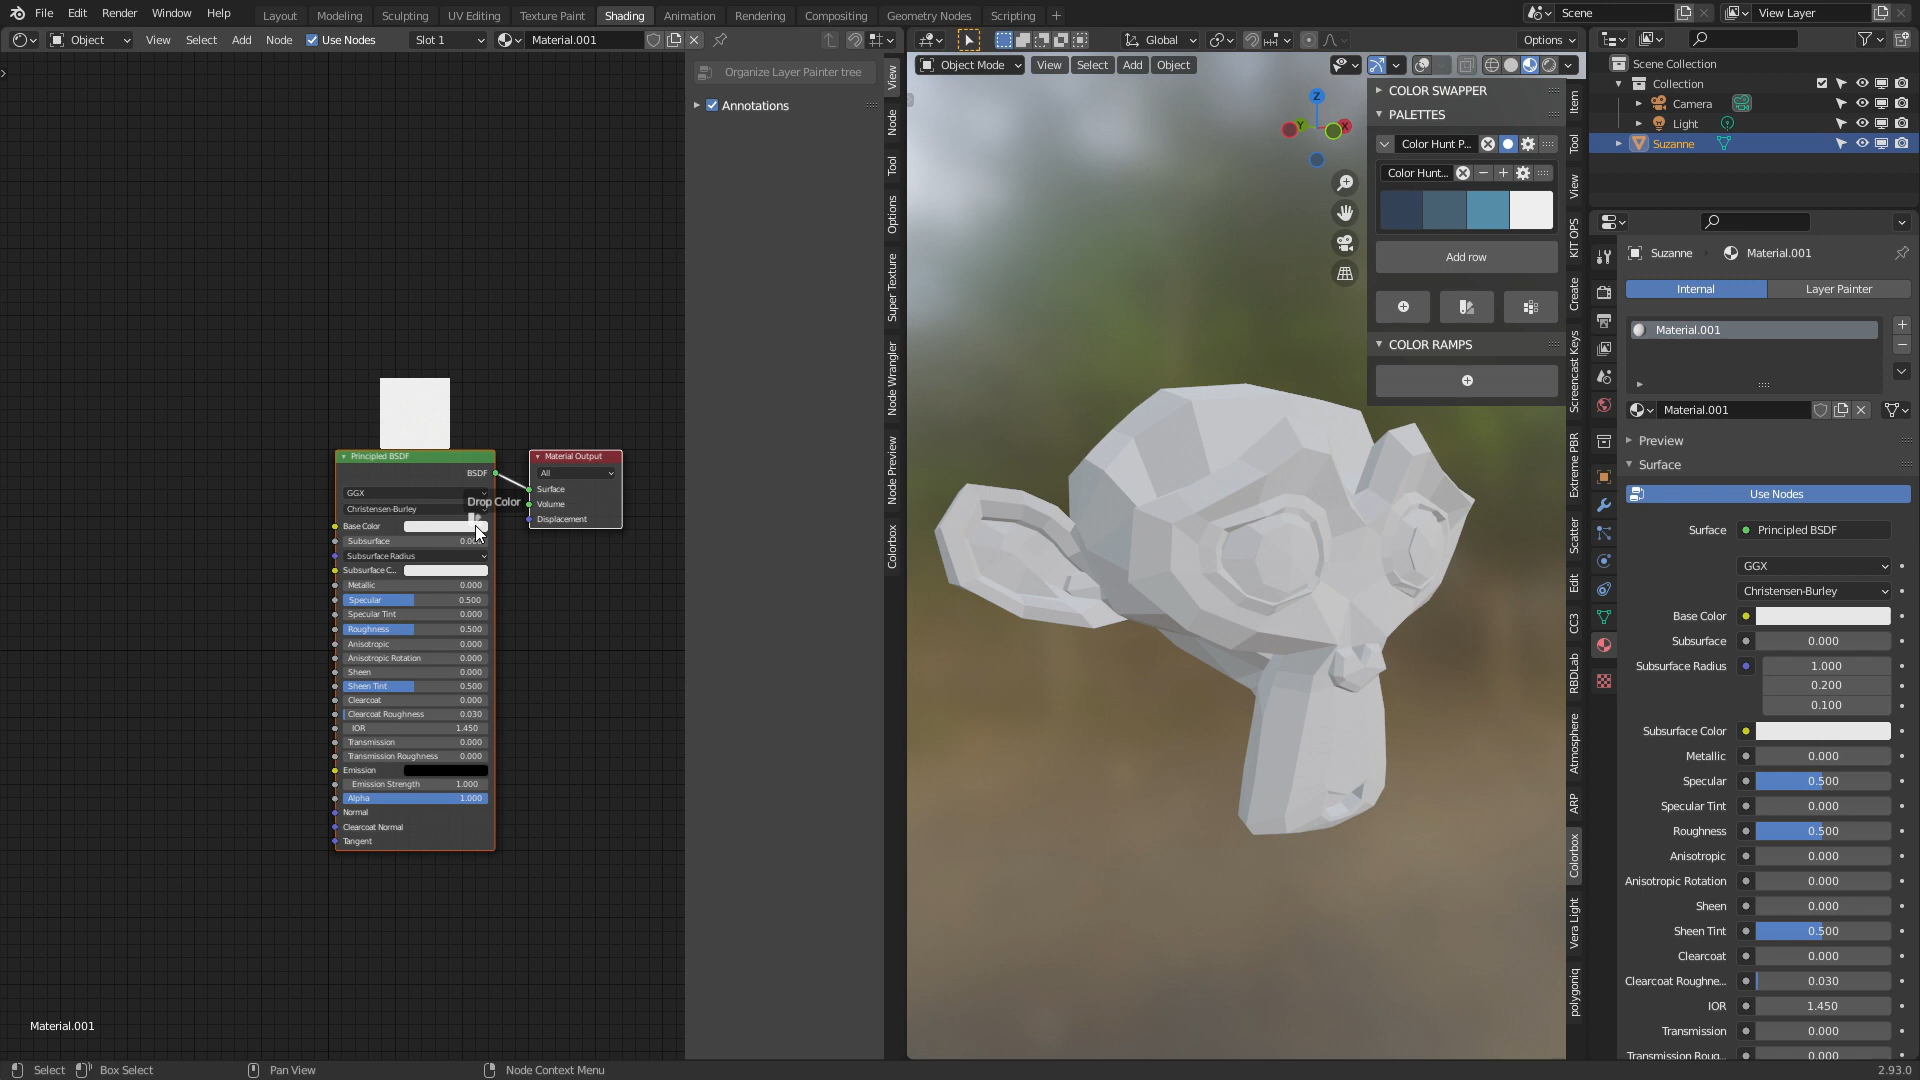 File Edit Render Window Help
Layout Modeling Sculpting UV Editing Texture Paint Shading Animation Rendering Compositing Geometry Nodes Scripting +
Scene View Layer
Object View Select Add Node Use Nodes Slot 1 Material.001
Global Options
Organize Layer Painter tree
Annotations
View
Node
Tool
Options
Super Texture
Node Wrangler
Node Preview
Colorbox
Principled BSDF
BSDF
GGX
Christensen-Burley
Drop Color
Base Color
Subsurface
Subsurface Radius
Subsurface C...
Metallic 0.000
Specular 0.500
Specular Tint 0.000
Roughness 0.500
Anisotropic 0.000
Anisotropic Rotation 0.000
Sheen 0.000
Sheen Tint 0.500
Clearcoat 0.000
Clearcoat Roughness 0.030
IOR 1.450
Transmission 0.000
Transmission Roughness 0.000
Emission
Emission Strength 1.000
Alpha 1.000
Normal
Clearcoat Normal
Tangent
Material Output
All
Surface
Volume
Displacement
Material.001
Object Mode View Select Add Object
Z
Y X
COLOR SWAPPER
PALETTES
Color Hunt P...
Color Hunt...
Add row
COLOR RAMPS
Item
Tool
View
KIT OPS
Create
Screencast Keys
Extreme PBR
Scatter
Edit
CC3
RBDLab
Atmosphere
ARP
Colorbox
Vera Light
polygoniq
Scene Collection
Collection
Camera
Light
Suzanne
Suzanne Material.001
Internal Layer Painter
Material.001
Material.001
Preview
Surface
Use Nodes
Surface Principled BSDF
GGX
Christensen-Burley
Base Color
Subsurface 0.000
Subsurface Radius 1.000
0.200
0.100
Subsurface Color
Metallic 0.000
Specular 0.500
Specular Tint 0.000
Roughness 0.500
Anisotropic 0.000
Anisotropic Rotation 0.000
Sheen 0.000
Sheen Tint 0.500
Clearcoat 0.000
Clearcoat Roughne... 0.030
IOR 1.450
Transmission 0.000
Transmission Roug... 0.000
Select Box Select Pan View Node Context Menu 2.93.0